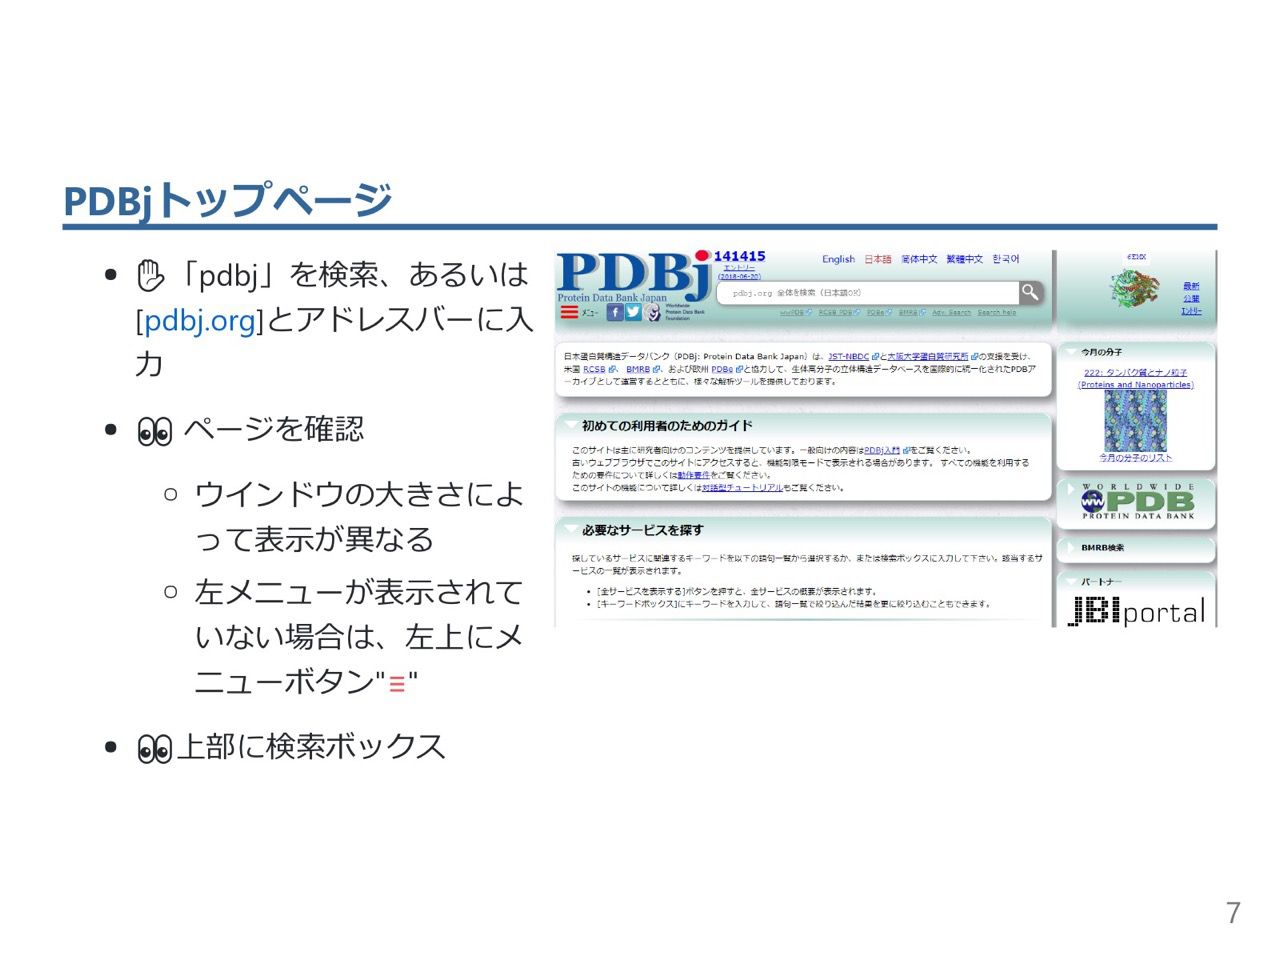 PDBjトップページ
✋「pdbj」を検索、あるいは
[pdbj.org]とアドレスバーに入
力
👀 ページを確認
ウインドウの大きさによ
って表示が異なる
左メニューが表示されて
いない場合は、左上にメ
ニューボタン"☰"
👀上部に検索ボックス
PDBj
Protein Data Bank Japan
141415
エントリー
(2018-06-20)
English 日本語 简体中文 繁體中文 한국어
pdbj.org 全体を検索 (日本語OK)
メニュー
Worldwide
Protein Data Bank
Foundation
wwPDB RCSB PDB PDBe BMRB Adv. Search Search help
日本蛋白質構造データバンク (PDBj: Protein Data Bank Japan) は、JST-NBDC と大阪大学蛋白質研究所 の支援を受け、
米国 RCSB 、 BMRB 、および欧州 PDBe と協力して、生体高分子の立体構造データベースを国際的に統一化されたPDBア
ーカイブとして運営するとともに、様々な解析ツールを提供しております。
初めての利用者のためのガイド
このサイトは主に研究者向けのコンテンツを提供しています。一般向けの内容はPDBj入門 をご覧ください。
古いウェブブラウザでこのサイトにアクセスすると、機能制限モードで表示される場合があります。 すべての機能を利用する
ための要件について詳しくは動作要件をご覧ください。
このサイトの機能について詳しくは対話型チュートリアルもご覧ください。
必要なサービスを探す
探しているサービスに関連するキーワードを以下の語句一覧から選択するか、または検索ボックスに入力して下さい。該当するサ
ービスの一覧が表示されます。
[全サービスを表示する]ボタンを押すと、全サービスの概要が表示されます。
[キーワードボックス]にキーワードを入力して、語句一覧で絞り込んだ結果を更に絞り込むこともできます。
最新
公開
エントリー
今月の分子
222: タンパク質とナノ粒子
(Proteins and Nanoparticles)
今月の分子のリスト
WORLDWIDE
PDB
PROTEIN DATA BANK
BMRB検索
パートナー
JBIportal
7